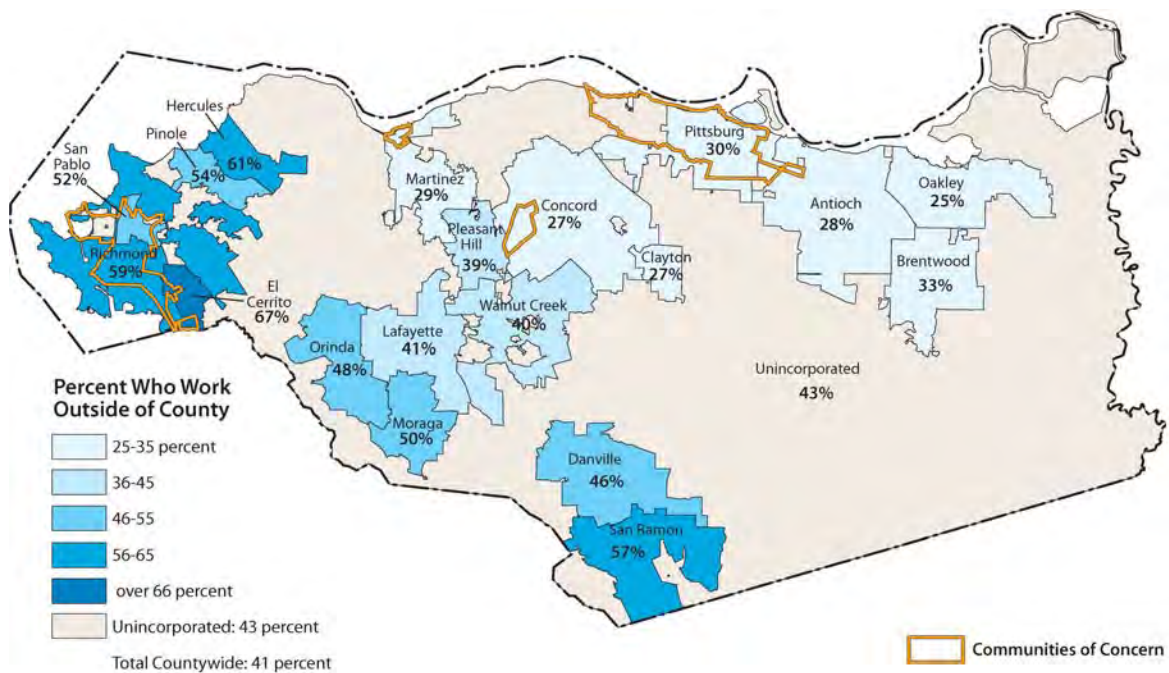 Hercules
Pinole
San
Pablo
52%
61%
54%
Richmond
59%
El
Cerrito
67%
Martinez
29%
Pleasant
Hill
39%
Concord
27%
Clayton
27%
Pittsburg
30%
Antioch
28%
Oakley
25%
Brentwood
33%
Walnut Creek
40%
Lafayette
41%
Orinda
48%
Moraga
50%
Unincorporated
43%
Danville
46%
San Ramon
57%
Percent Who Work
Outside of County
25-35 percent
36-45
46-55
56-65
over 66 percent
Unincorporated: 43 percent
Total Countywide: 41 percent
Communities of Concern